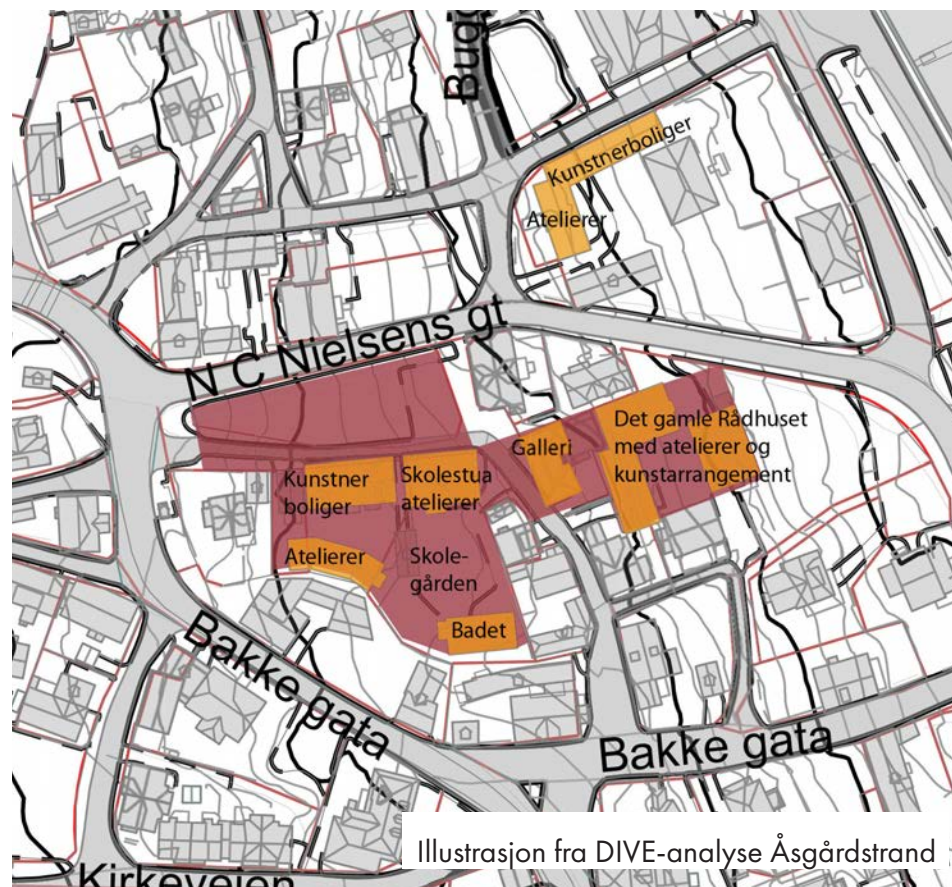 Bug
Kunstnerboliger
Atelierer
N C Nielsens gt
Galleri
Det gamle Rådhuset
med atelierer og
kunstarrangement
Kunstner
boliger
Skolestua
atelierer
Atelierer
Skole-
gården
Badet
Bakke gata
Bakke gata
Kirkeveien
Illustrasjon fra DIVE-analyse Åsgårdstrand